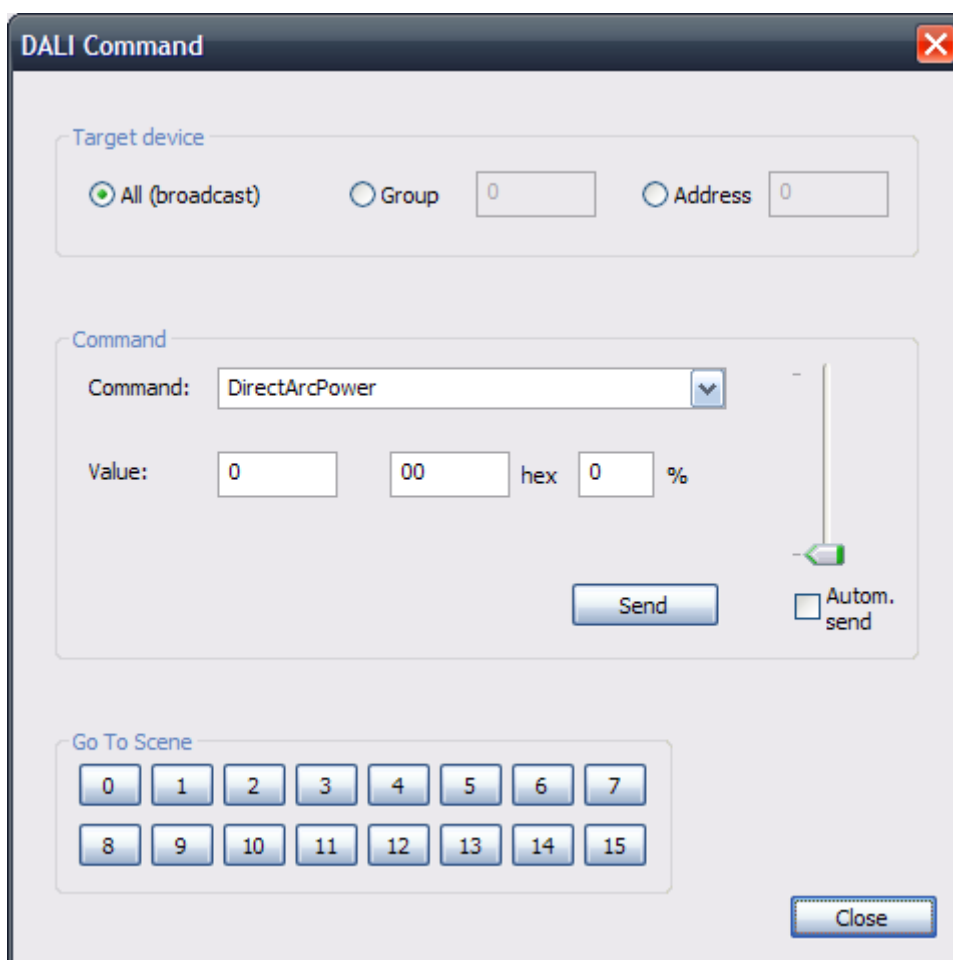 DALI Command
Target device
All (broadcast) Group 0 Address 0
Command
Command: DirectArcPower
Value: 0 00 hex 0 %
Send
Autom.
send
Go To Scene
0 1 2 3 4 5 6 7
8 9 10 11 12 13 14 15
Close